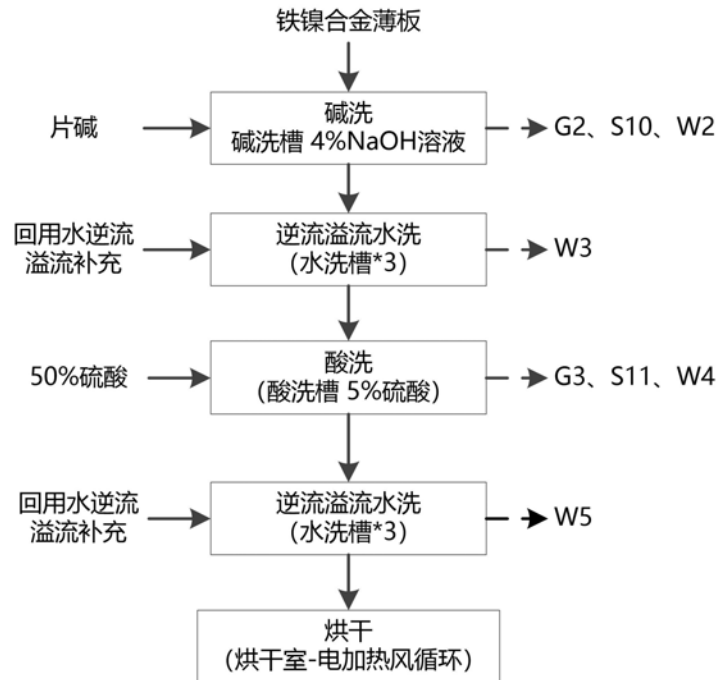 铁镍合金薄板
片碱
碱洗
碱洗槽 4%NaOH溶液
G2、S10、W2
回用水逆流
溢流补充
逆流溢流水洗
（水洗槽*3）
W3
50%硫酸
酸洗
（酸洗槽 5%硫酸）
G3、S11、W4
回用水逆流
溢流补充
逆流溢流水洗
（水洗槽*3）
W5
烘干
（烘干室-电加热风循环）